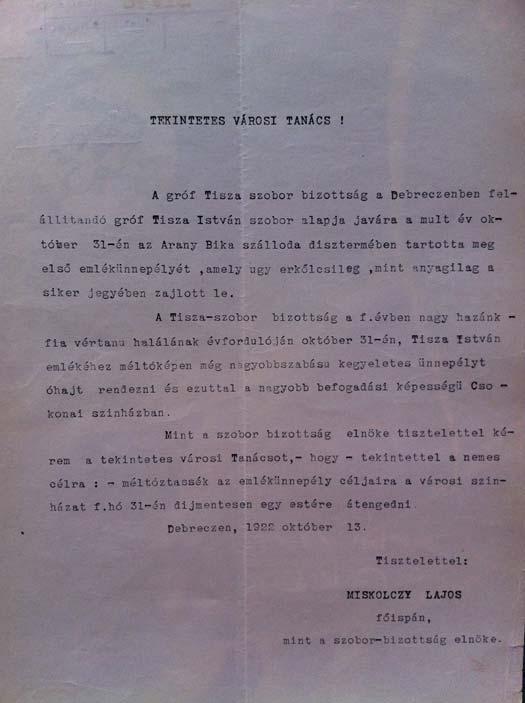 TEKINTETES VÁROSI TANÁCS !
A gróf Tisza szobor bizottság a Debreczenben fel-
állitandó gróf Tisza István szobor alapja javára a mult év ok-
tóber 31-én az Arany Bika szálloda disztermében tartotta meg
első emlékünnepélyét ,amely ugy erkölcsileg ,mint anyagilag a
siker jegyében zajlott le.
A Tisza-szobor bizottság a f.évben nagy hazánk -
fia vértanu halálának évfordulóján október 31-én, Tisza István
emlékéhez méltóképen még nagyobbszabásu kegyeletes ünnepélyt
óhajt rendezni és ezuttal a nagyobb befogadási képességü Cso -
konai szinházban.
Mint a szobor bizottság elnöke tisztelettel ké-
rem a tekintetes városi Tanácsot,- hogy - tekintettel a nemes
célra : - méltóztassék az emlékünnepély céljaira a városi szin-
házat f.hó 31-én dijmentesen egy estére átengedni.
Debreczen, 1922 október 13.
Tisztelettel:
MISKOLCZY LAJOS
főispán,
mint a szobor-bizottság elnöke.